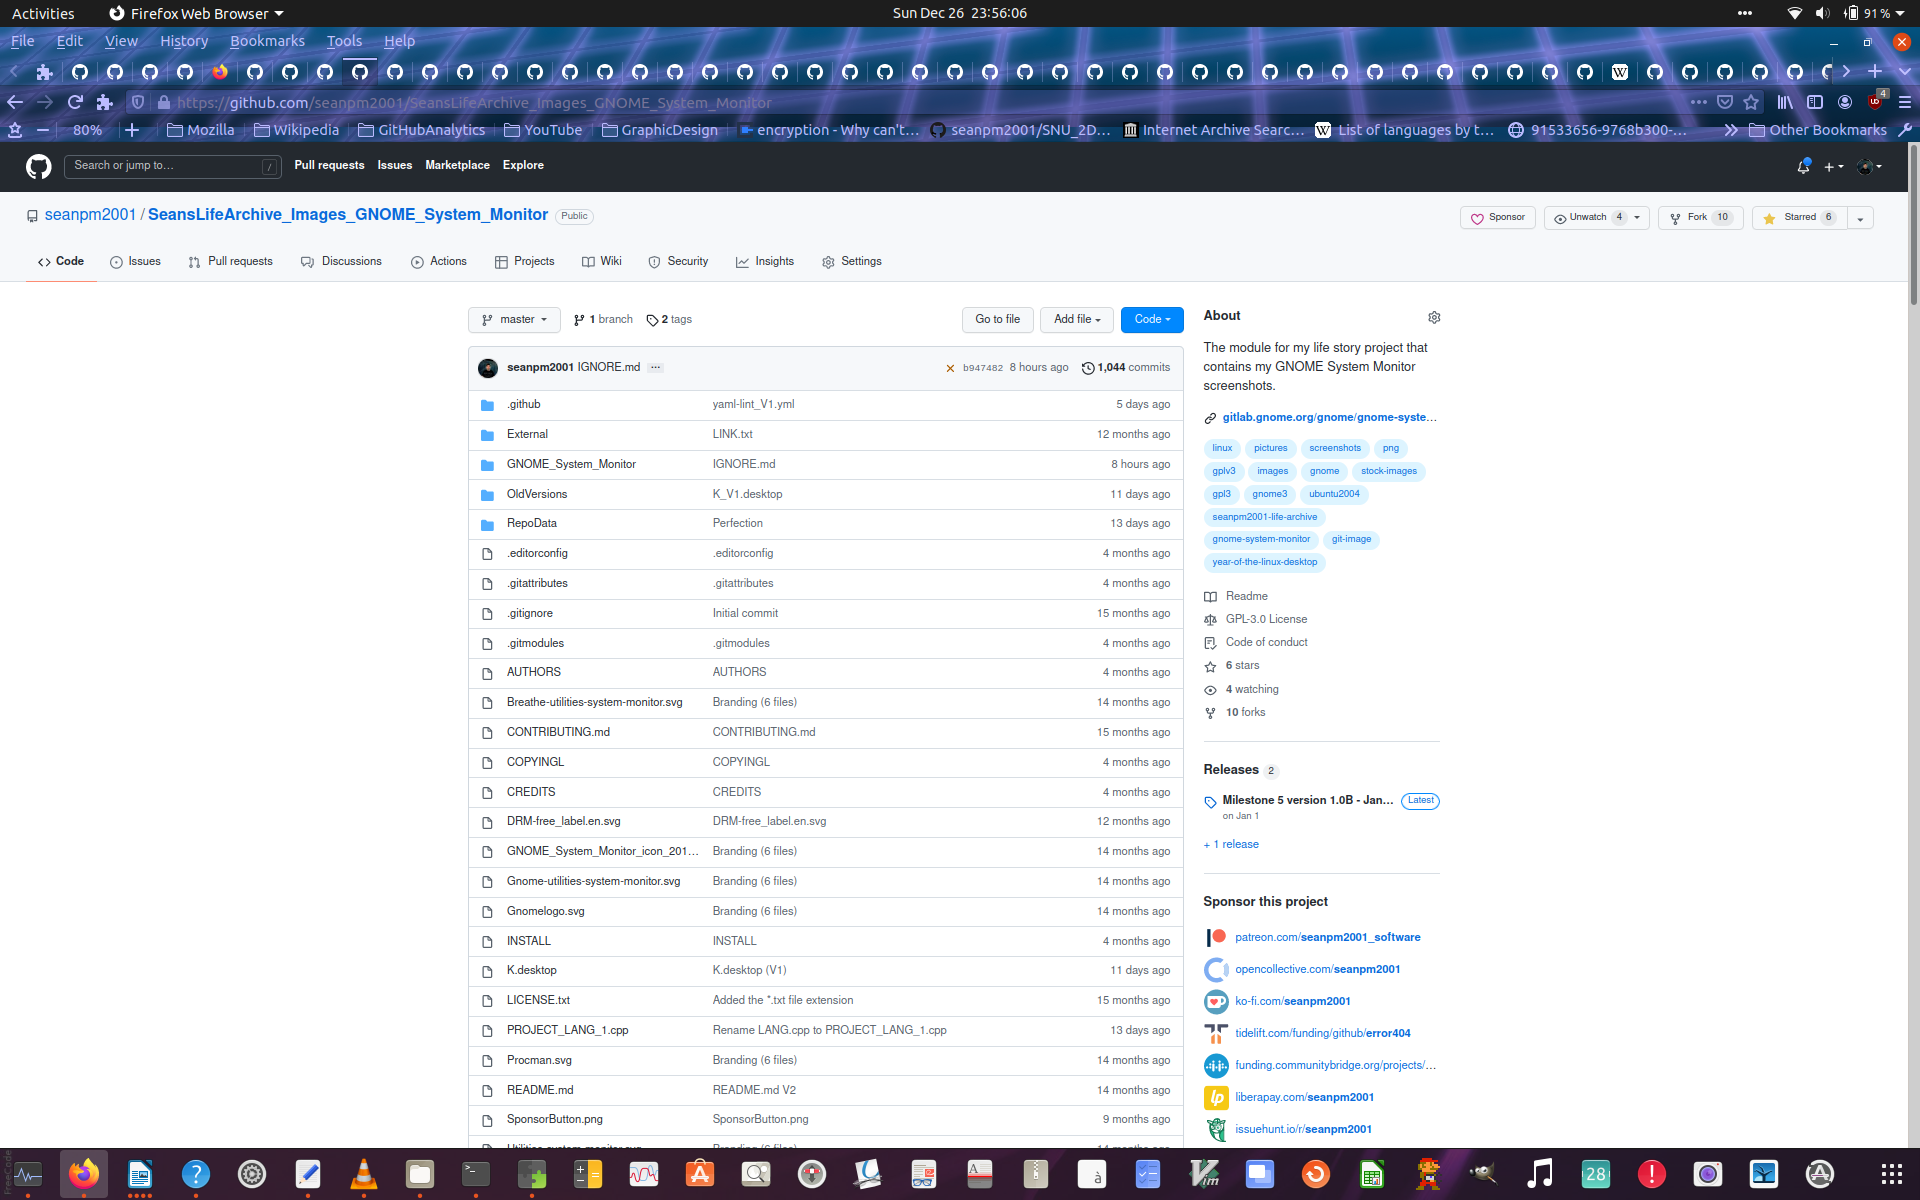 Activities Firefox Web Browser Sun Dec 26 23:56:06 91 %
File Edit View History Bookmarks Tools Help
https://github.com/seanpm2001/SeansLifeArchive_Images_GNOME_System_Monitor 4
80% Mozilla Wikipedia GitHubAnalytics YouTube GraphicDesign encryption - Why can't… seanpm2001/SNU_2D… Internet Archive Searc… List of languages by t… 91533656-9768b300-… Other Bookmarks
Search or jump to… / Pull requests Issues Marketplace Explore
seanpm2001 / SeansLifeArchive_Images_GNOME_System_Monitor Public
Sponsor Unwatch 4 Fork 10 Starred 6
Code Issues Pull requests Discussions Actions Projects Wiki Security Insights Settings
master 1 branch 2 tags Go to file Add file Code
seanpm2001 IGNORE.md … b947482 8 hours ago 1,044 commits
.github yaml-lint_V1.yml 5 days ago
External LINK.txt 12 months ago
GNOME_System_Monitor IGNORE.md 8 hours ago
OldVersions K_V1.desktop 11 days ago
RepoData Perfection 13 days ago
.editorconfig .editorconfig 4 months ago
.gitattributes .gitattributes 4 months ago
.gitignore Initial commit 15 months ago
.gitmodules .gitmodules 4 months ago
AUTHORS AUTHORS 4 months ago
Breathe-utilities-system-monitor.svg Branding (6 files) 14 months ago
CONTRIBUTING.md CONTRIBUTING.md 15 months ago
COPYINGL COPYINGL 4 months ago
CREDITS CREDITS 4 months ago
DRM-free_label.en.svg DRM-free_label.en.svg 12 months ago
GNOME_System_Monitor_icon_201… Branding (6 files) 14 months ago
Gnome-utilities-system-monitor.svg Branding (6 files) 14 months ago
Gnomelogo.svg Branding (6 files) 14 months ago
INSTALL INSTALL 4 months ago
K.desktop K.desktop (V1) 11 days ago
LICENSE.txt Added the *.txt file extension 15 months ago
PROJECT_LANG_1.cpp Rename LANG.cpp to PROJECT_LANG_1.cpp 13 days ago
Procman.svg Branding (6 files) 14 months ago
README.md README.md V2 14 months ago
SponsorButton.png SponsorButton.png 9 months ago
About
The module for my life story project that
contains my GNOME System Monitor
screenshots.
gitlab.gnome.org/gnome/gnome-syste…
linux pictures screenshots png
gplv3 images gnome stock-images
gpl3 gnome3 ubuntu2004
seanpm2001-life-archive
gnome-system-monitor git-image
year-of-the-linux-desktop
Readme
GPL-3.0 License
Code of conduct
6 stars
4 watching
10 forks
Releases 2
Milestone 5 version 1.0B - Jan… Latest
on Jan 1
+ 1 release
Sponsor this project
patreon.com/seanpm2001_software
opencollective.com/seanpm2001
ko-fi.com/seanpm2001
tidelift.com/funding/github/error404
funding.communitybridge.org/projects/…
liberapay.com/seanpm2001
issuehunt.io/r/seanpm2001
28